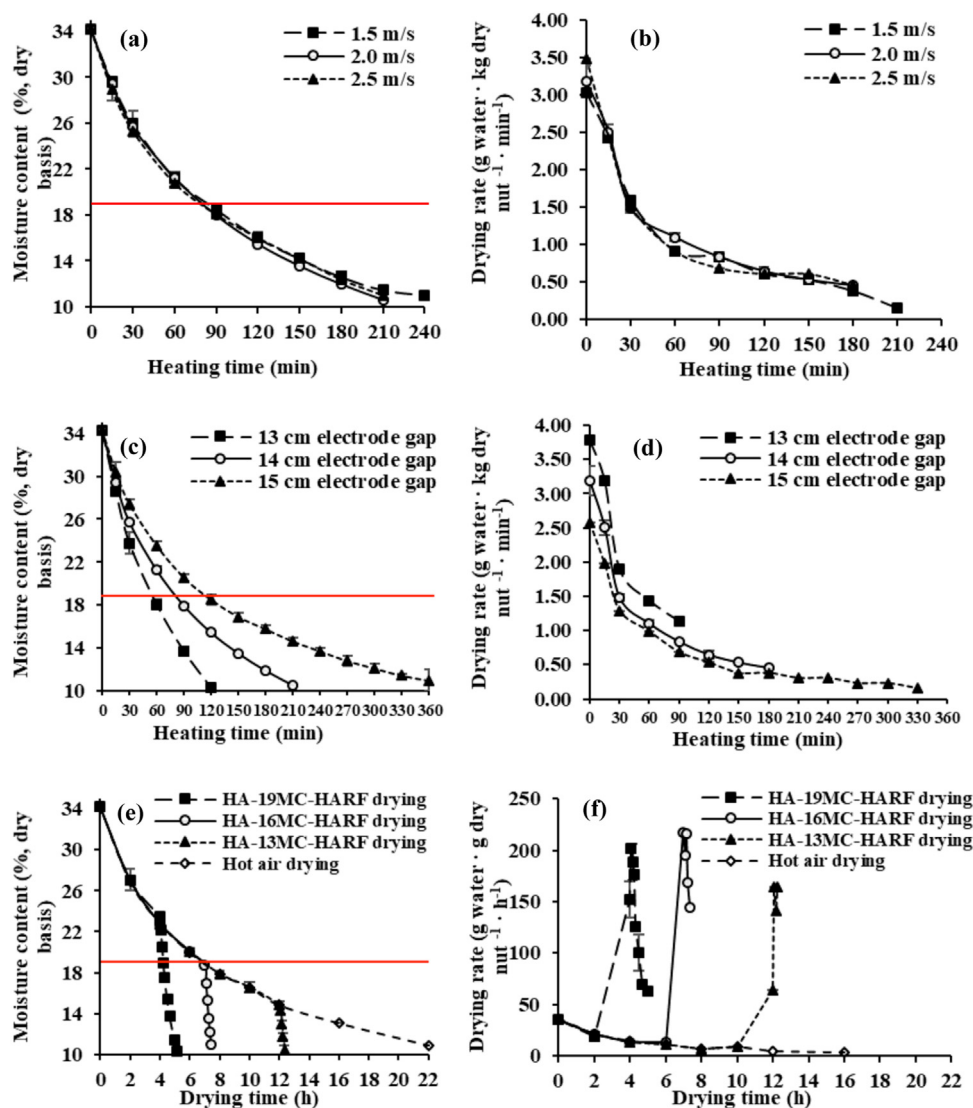 (a)
1.5 m/s
2.0 m/s
2.5 m/s
Moisture content (%, dry
basis)
34
30
26
22
18
14
10
0 30 60 90 120 150 180 210 240
Heating time (min)
(b)
1.5 m/s
2.0 m/s
2.5 m/s
Drying rate (g water · kg dry
nut -1 · min-1)
4.00
3.50
3.00
2.50
2.00
1.50
1.00
0.50
0.00
0 30 60 90 120 150 180 210 240
Heating time (min)
(c)
13 cm electrode gap
14 cm electrode gap
15 cm electrode gap
Moisture content (%, dry
basis)
34
30
26
22
18
14
10
0 30 60 90 120 150 180 210 240 270 300 330 360
Heating time (min)
(d)
13 cm electrode gap
14 cm electrode gap
15 cm electrode gap
Drying rate (g water · kg dry
nut -1 · min-1)
4.00
3.50
3.00
2.50
2.00
1.50
1.00
0.50
0.00
0 30 60 90 120 150 180 210 240 270 300 330 360
Heating time (min)
(e)
HA-19MC-HARF drying
HA-16MC-HARF drying
HA-13MC-HARF drying
Hot air drying
Moisture content (%, dry
basis)
34
30
26
22
18
14
10
0 2 4 6 8 10 12 14 16 18 20 22
Drying time (h)
(f)
HA-19MC-HARF drying
HA-16MC-HARF drying
HA-13MC-HARF drying
Hot air drying
Drying rate (g water · g dry
nut -1 · h-1)
250
200
150
100
50
0
0 2 4 6 8 10 12 14 16 18 20 22
Drying time (h)